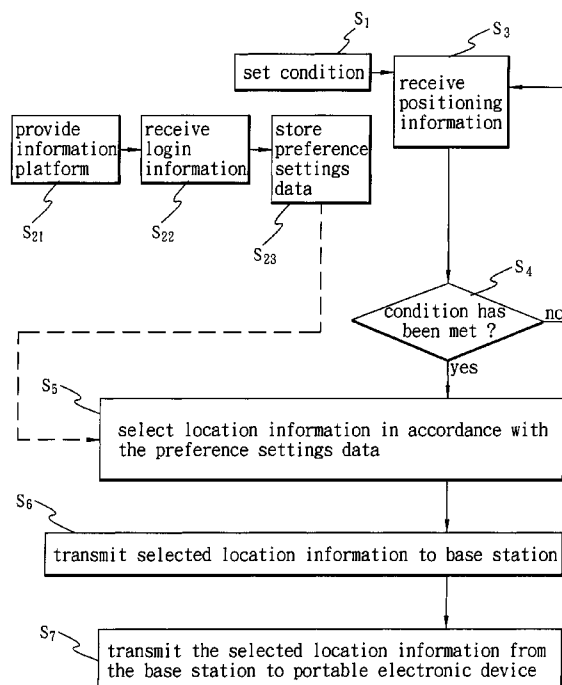 S1
S3
set condition
receive
positioning
information
provide
information
platform
receive
login
information
store
preference
settings
data
S21
S22
S23
S4
condition has
been met ?
no
yes
S5
select location information in accordance with
the preference settings data
S6
transmit selected location information to base station
S7
transmit the selected location information from
the base station to portable electronic device